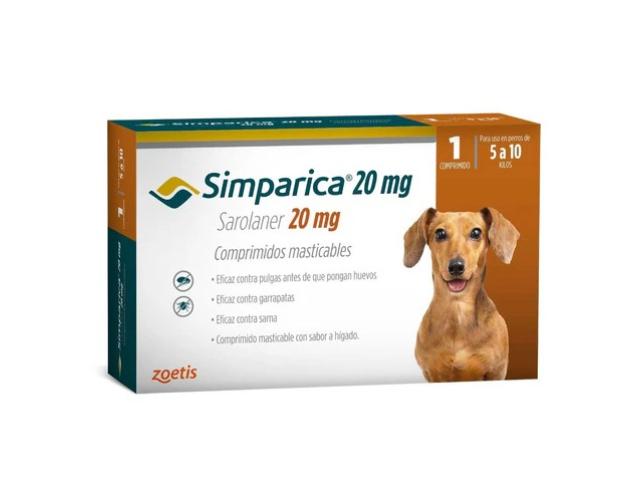 Simparica® 20 mg
Sarolaner 20 mg
Comprimidos masticables
• Eficaz contra pulgas antes de que pongan huevos
• Eficaz contra garrapatas
• Eficaz contra sarna
• Comprimido masticable con sabor a hígado.
zoetis
1
COMPRIMIDO
Para uso en perros de
5 a 10
KILOS